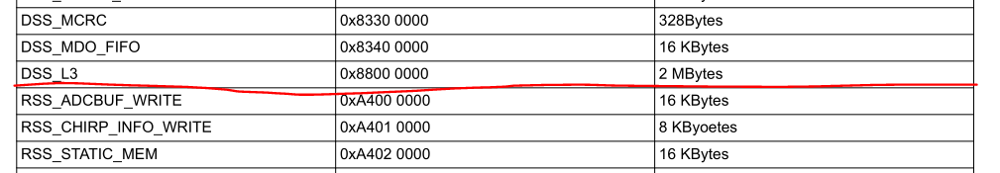 DSS_MCRC 0x8330 0000 328Bytes
DSS_MDO_FIFO 0x8340 0000 16 KBytes
DSS_L3 0x8800 0000 2 MBytes
RSS_ADCBUF_WRITE 0xA400 0000 16 KBytes
RSS_CHIRP_INFO_WRITE 0xA401 0000 8 KByoetes
RSS_STATIC_MEM 0xA402 0000 16 KBytes